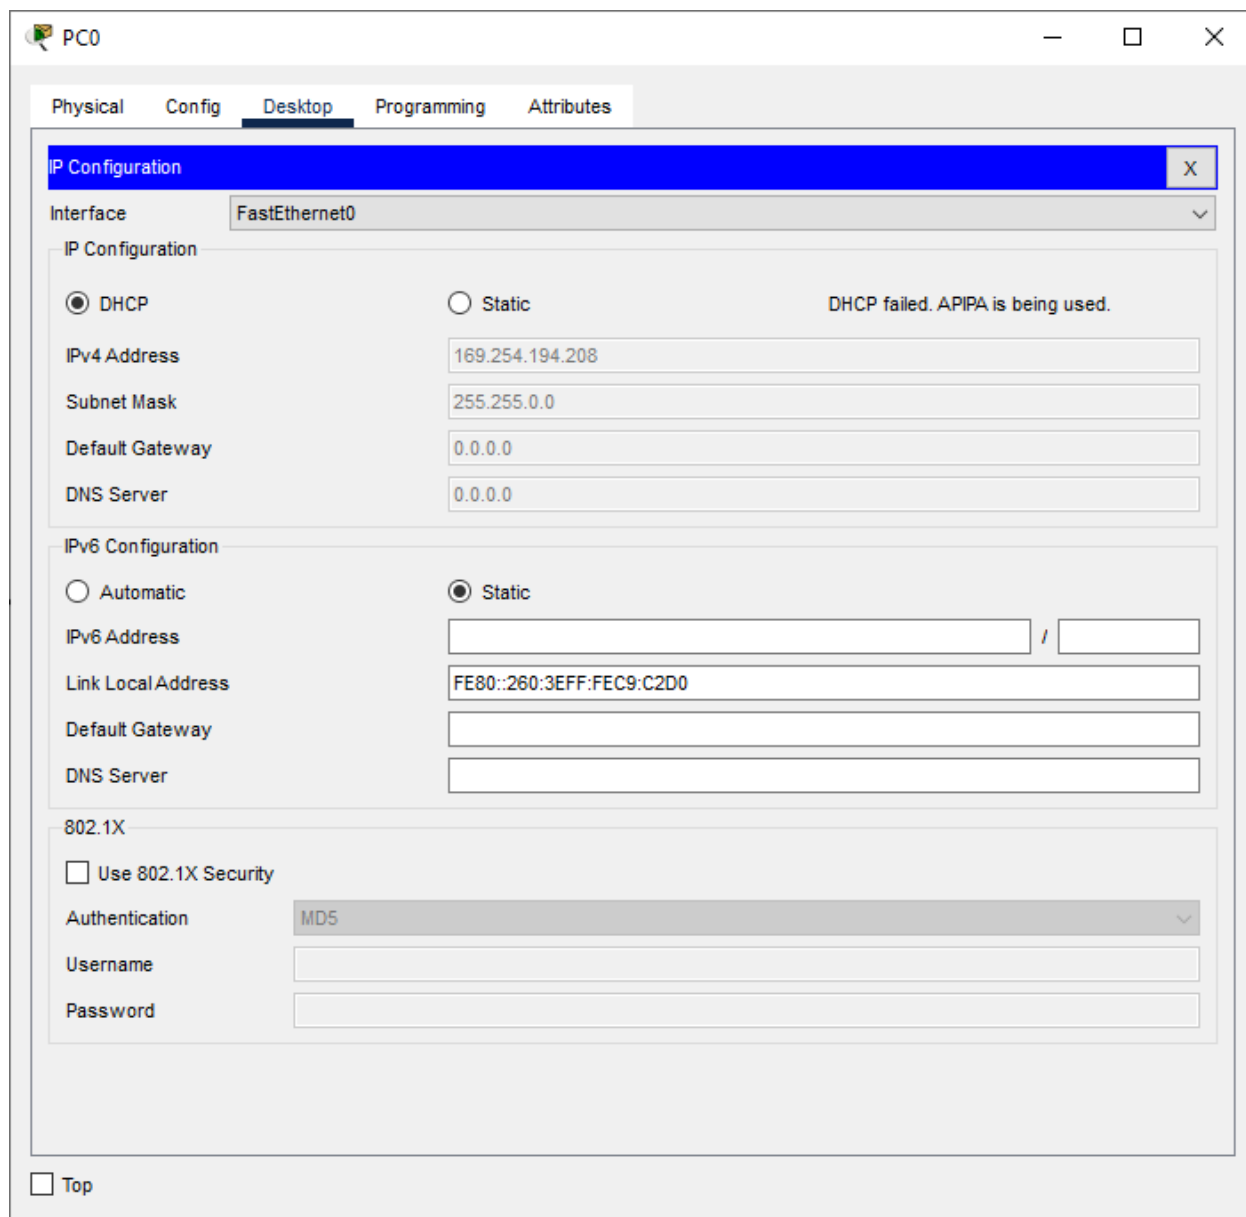 PC0
Physical Config Desktop Programming Attributes
IP Configuration X
Interface FastEthernet0
IP Configuration
DHCP Static DHCP failed. APIPA is being used.
IPv4 Address 169.254.194.208
Subnet Mask 255.255.0.0
Default Gateway 0.0.0.0
DNS Server 0.0.0.0
IPv6 Configuration
Automatic Static
IPv6 Address /
Link Local Address FE80::260:3EFF:FEC9:C2D0
Default Gateway
DNS Server
802.1X
Use 802.1X Security
Authentication MD5
Username
Password
Top